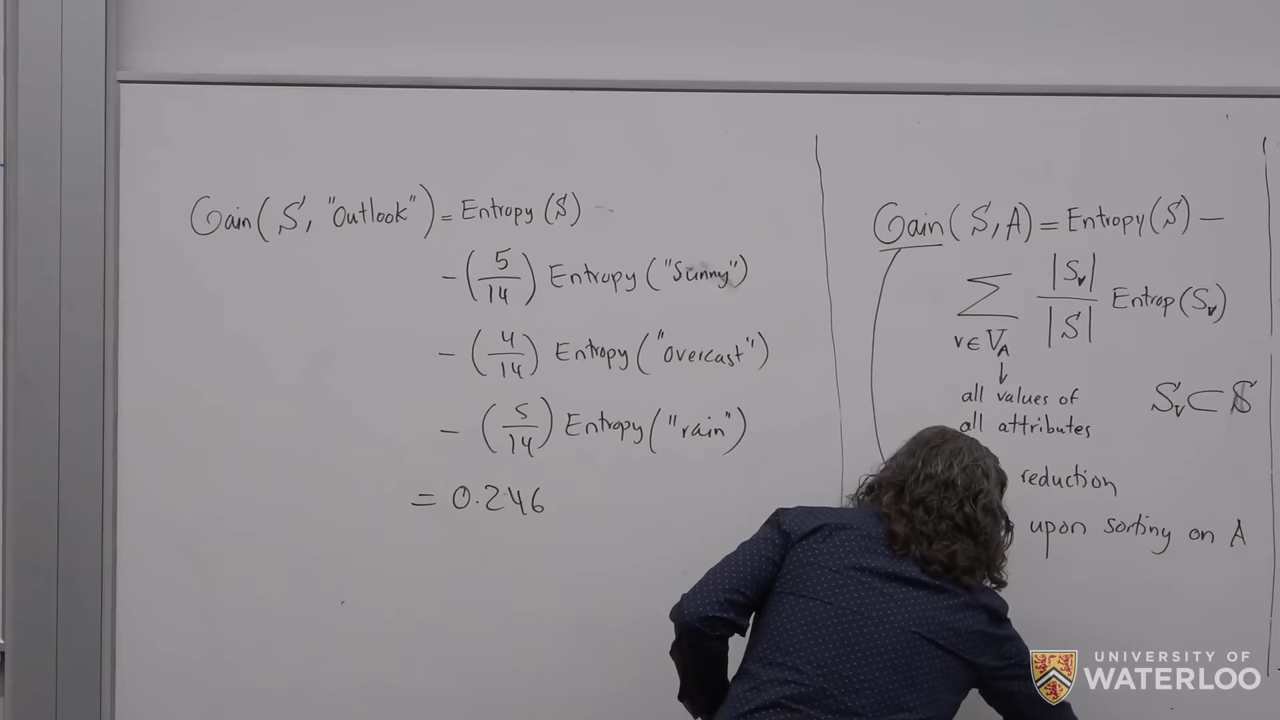 Gain(S, "Outlook") = Entropy(S) -
-(5/14) Entropy("Sunny")
-(4/14) Entropy("overcast")
-(5/14) Entropy("rain")
= 0.246
Gain(S, A) = Entropy(S) -
∑ |Sv|/|S| Entrop(Sv)
v ∈ VA
↓
all values of
all attributes
Sv ⊂ S
reduction
upon sorting on A
UNIVERSITY OF
WATERLOO